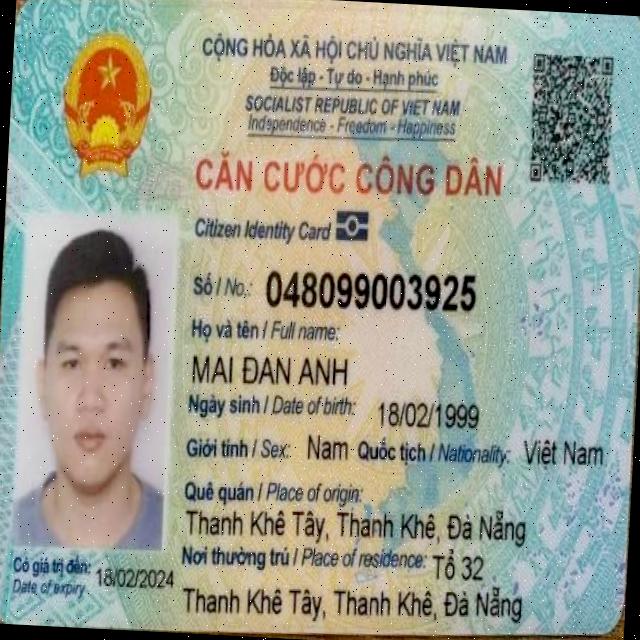 CỘNG HÒA XÃ HỘI CHỦ NGHĨA VIỆT NAM
Độc lập - Tự do - Hạnh phúc
SOCIALIST REPUBLIC OF VIET NAM
Independence - Freedom - Happiness
CĂN CƯỚC CÔNG DÂN
Citizen Identity Card
Số / No.: 048099003925
Họ và tên / Full name:
MAI ĐAN ANH
Ngày sinh / Date of birth: 18/02/1999
Giới tính / Sex: Nam Quốc tịch / Nationality: Việt Nam
Quê quán / Place of origin:
Thanh Khê Tây, Thanh Khê, Đà Nẵng
Nơi thường trú / Place of residence: Tổ 32
Thanh Khê Tây, Thanh Khê, Đà Nẵng
Có giá trị đến: 18/02/2024
Date of expiry